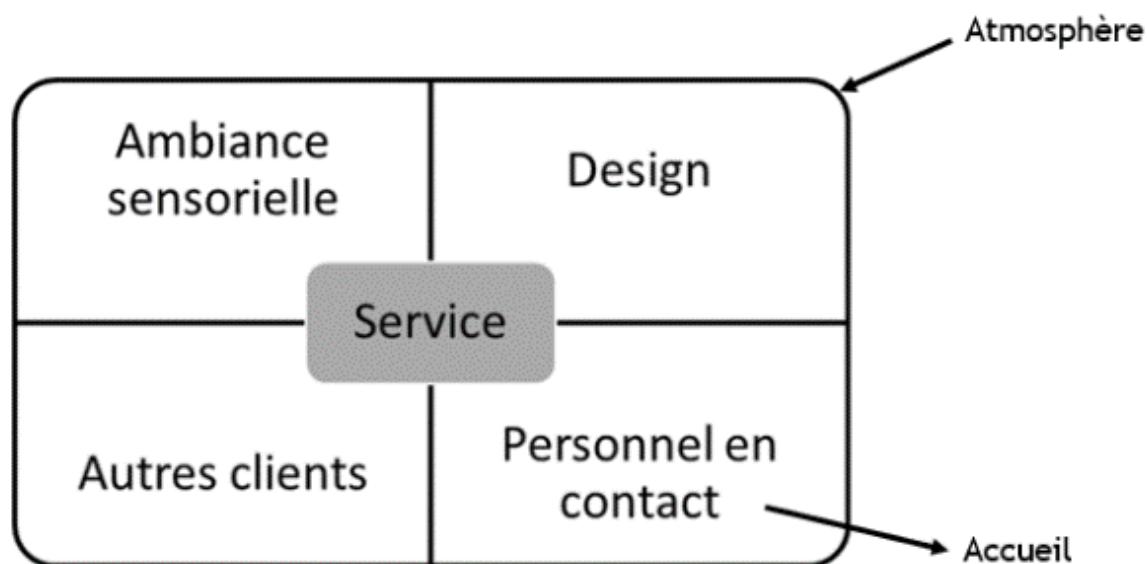 Atmosphère
Ambiance
sensorielle
Design
Service
Autres clients
Personnel en
contact
Accueil